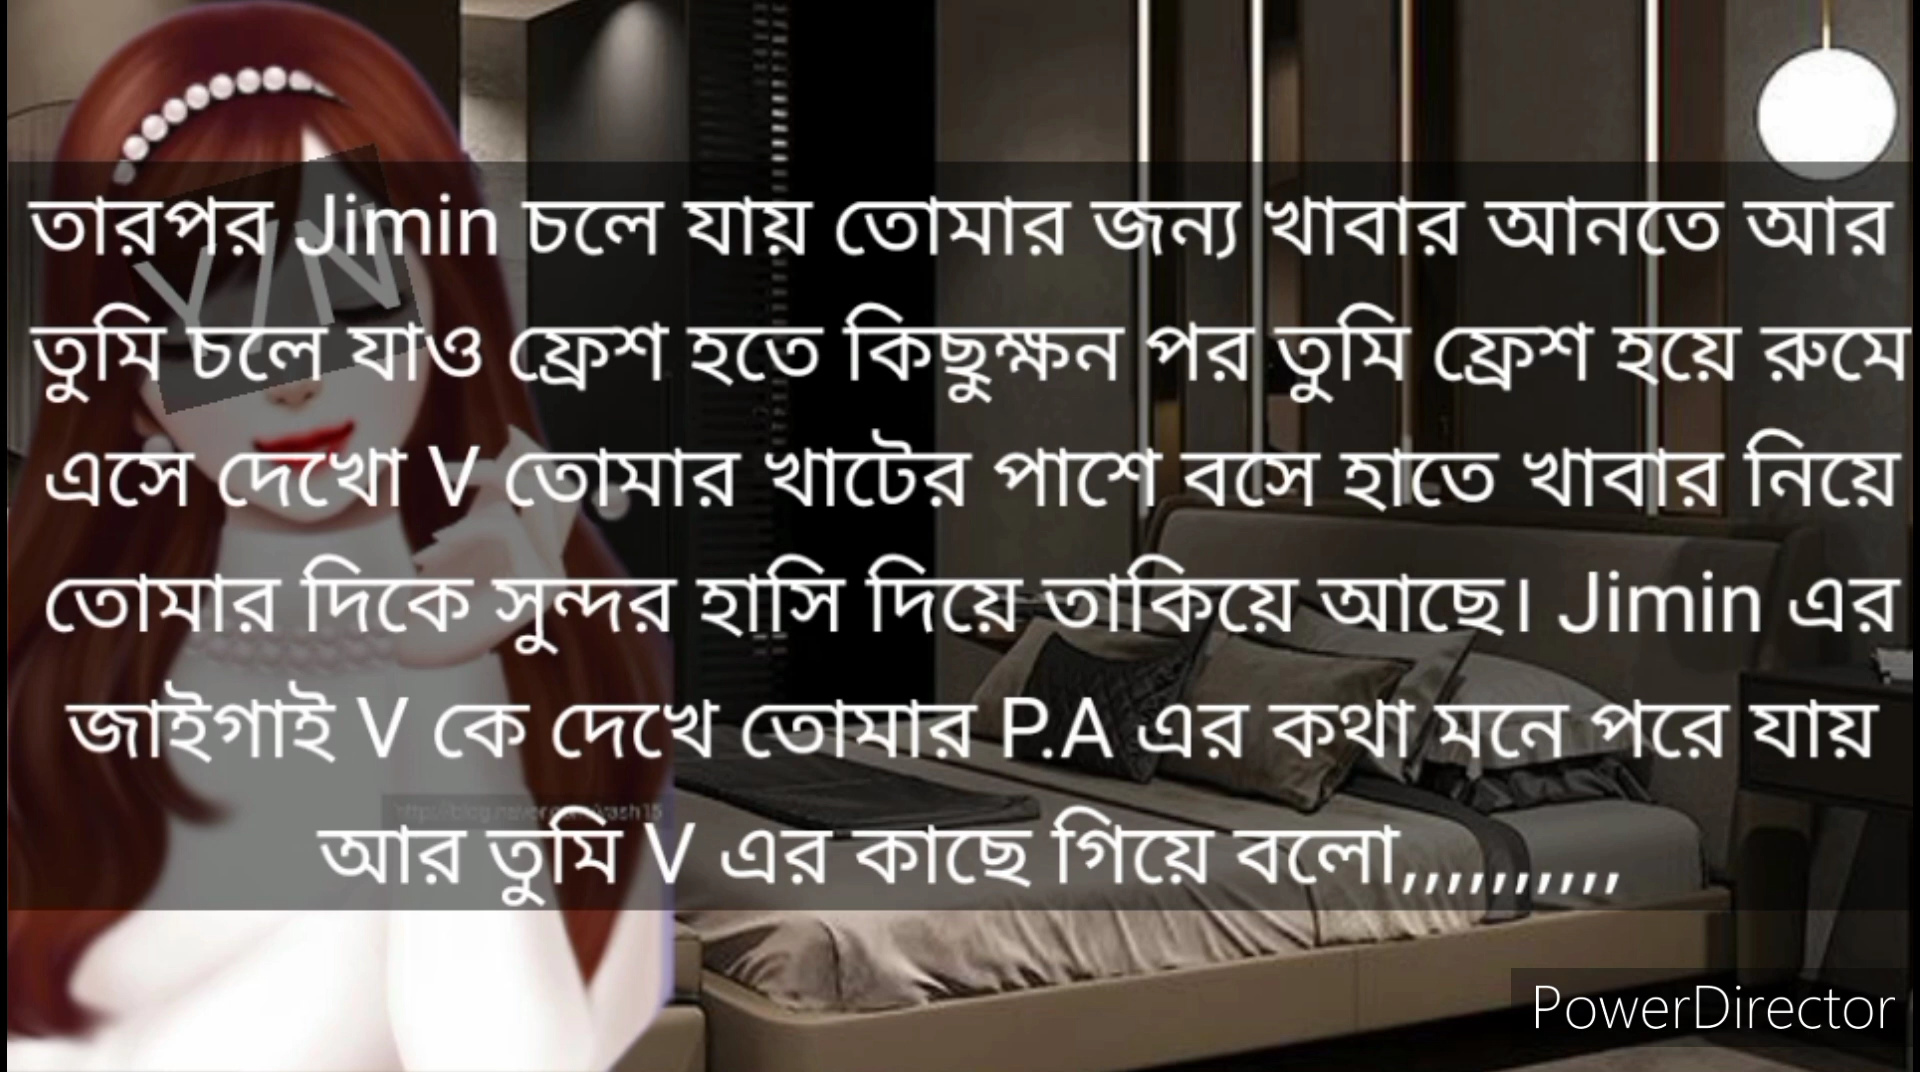 Y/N
তারপর Jimin চলে যায় তোমার জন্য খাবার আনতে আর
তুমি চলে যাও ফ্রেশ হতে কিছুক্ষন পর তুমি ফ্রেশ হয়ে রুমে
এসে দেখো V তোমার খাটের পাশে বসে হাতে খাবার নিয়ে
তোমার দিকে সুন্দর হাসি দিয়ে তাকিয়ে আছে। Jimin এর
জাইগাই V কে দেখে তোমার P.A এর কথা মনে পরে যায়
আর তুমি V এর কাছে গিয়ে বলো,,,,,,,,,,
PowerDirector